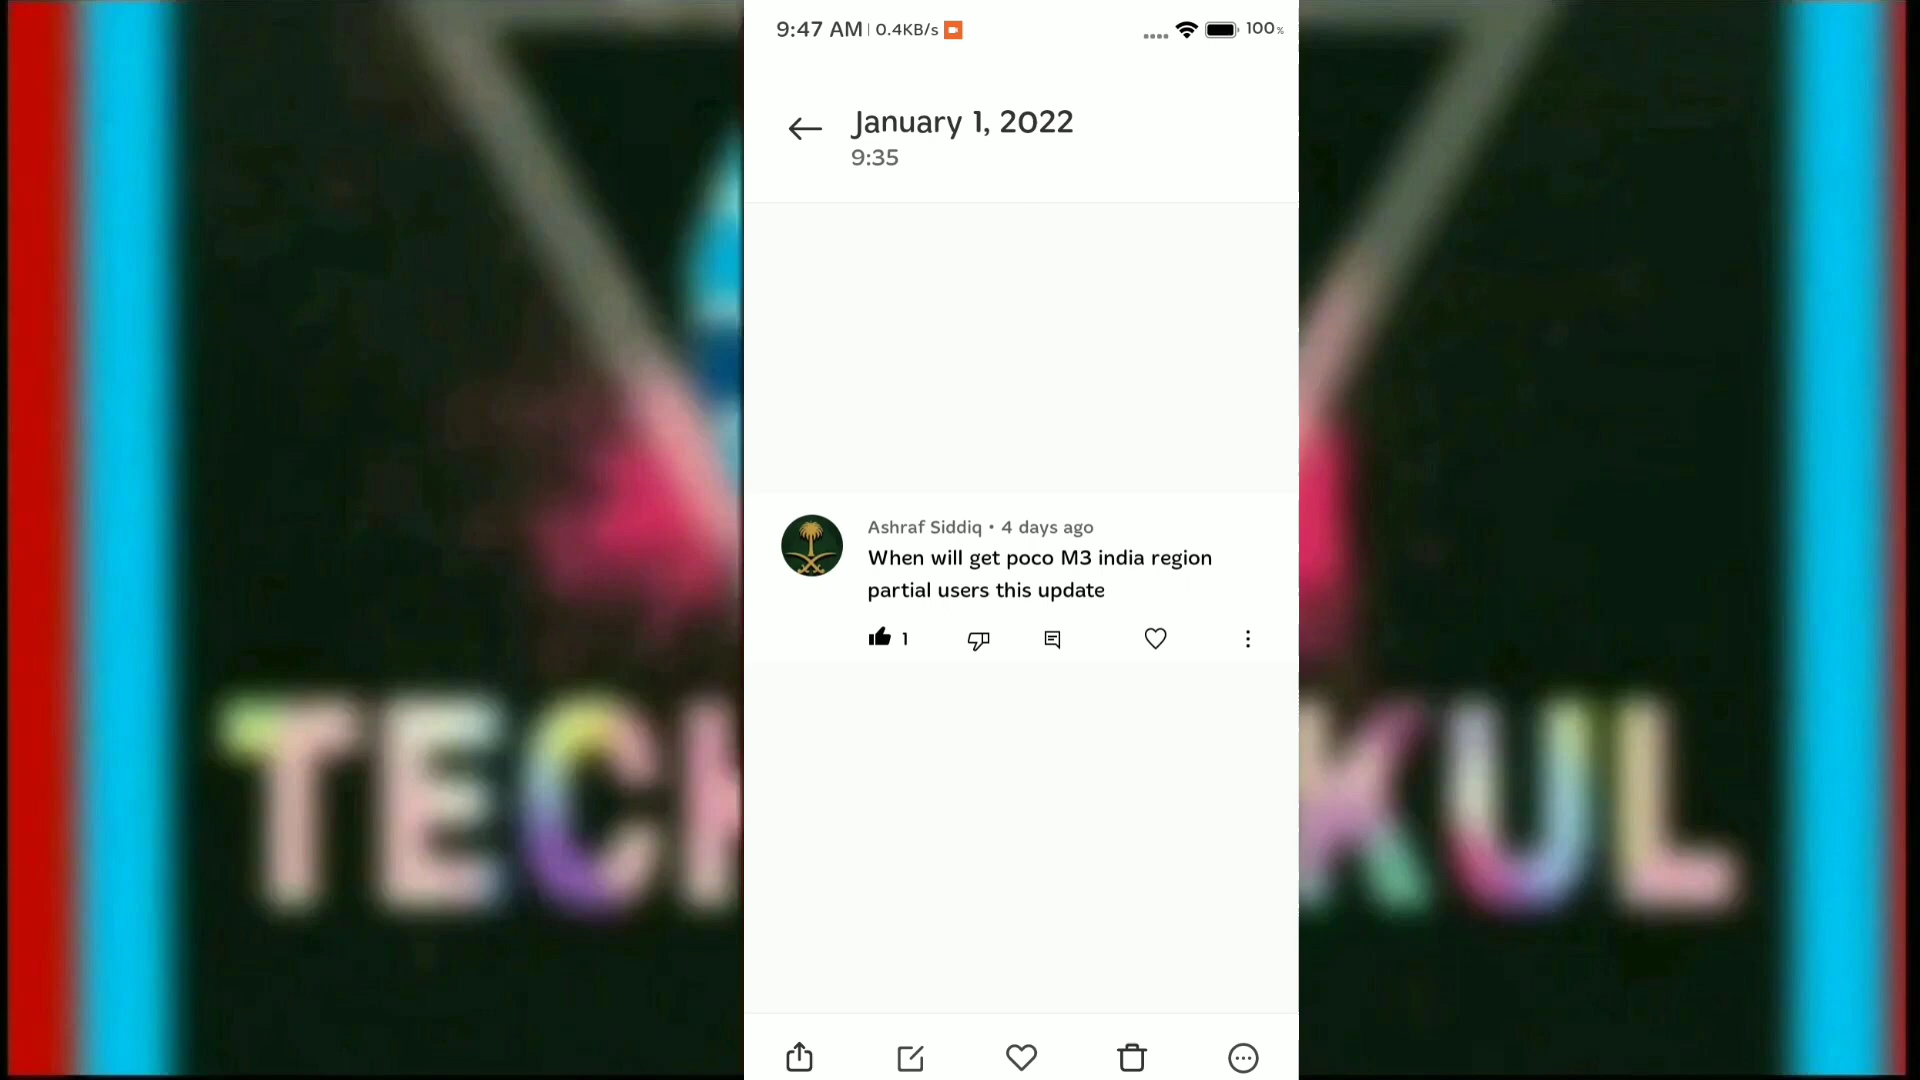 9:47 AM | 0.4KB/s
100%
January 1, 2022
9:35
Ashraf Siddiq • 4 days ago
When will get poco M3 india region
partial users this update
1
TECH
KUL